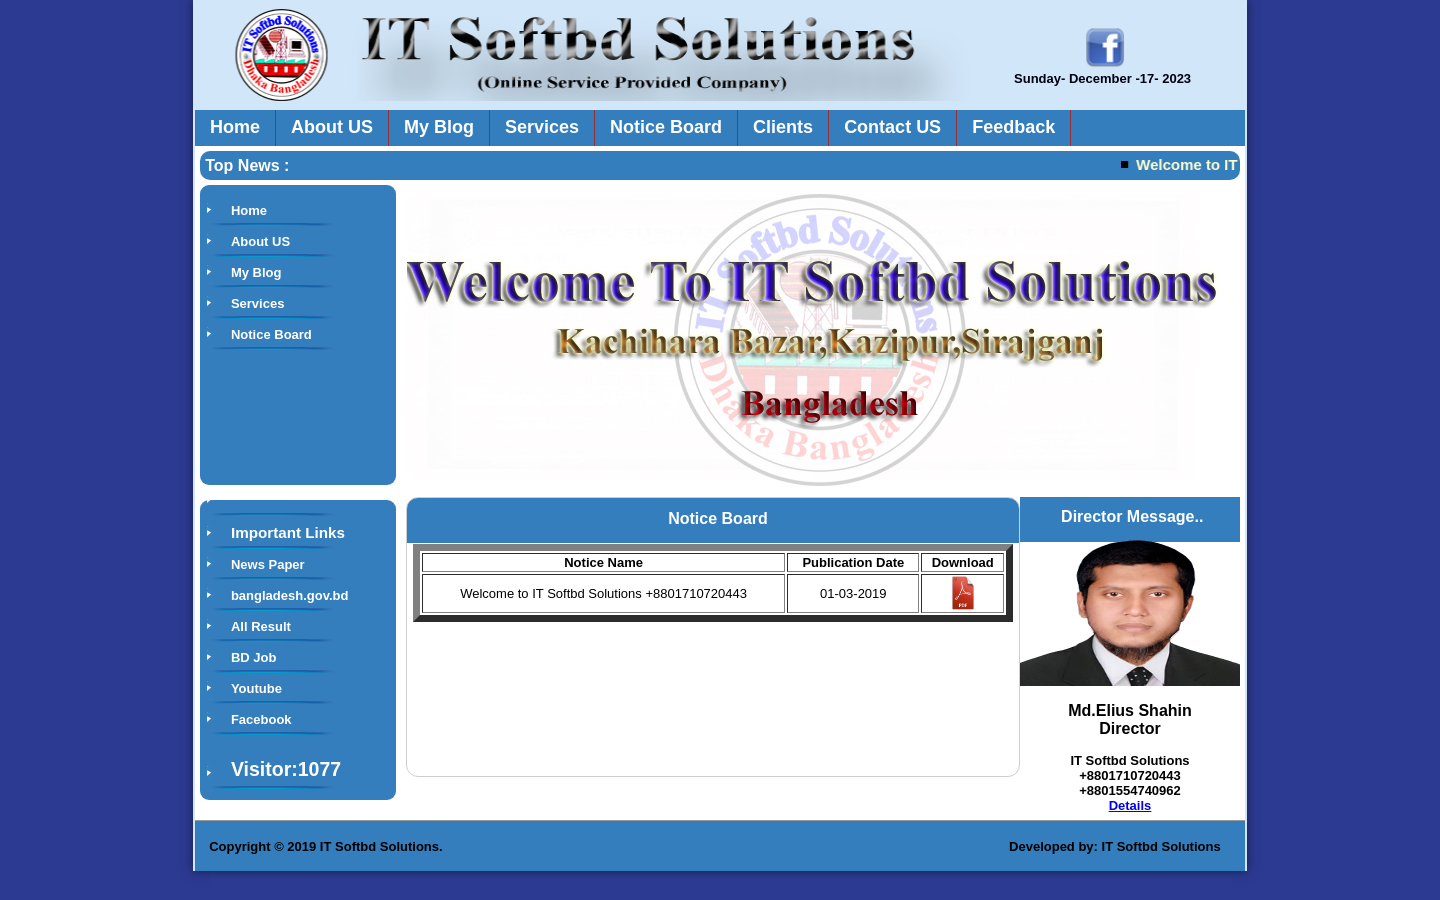 IT Softbd Solutions
Dhaka Bangladesh
IT Softbd Solutions
(Online Service Provided Company)
Sunday- December -17- 2023
Home About US My Blog Services Notice Board Clients Contact US Feedback
Top News :
Welcome to IT
Home
About US
My Blog
Services
Notice Board
IT Softbd Solutions
Dhaka Bangladesh
Welcome To IT Softbd Solutions
Kachihara Bazar,Kazipur,Sirajganj
Bangladesh
Important Links
News Paper
bangladesh.gov.bd
All Result
BD Job
Youtube
Facebook
Visitor:1077
Notice Board
Notice Name Publication Date Download
Welcome to IT Softbd Solutions +8801710720443 01-03-2019 PDF
Director Message..
Md.Elius Shahin
Director
IT Softbd Solutions
+8801710720443
+8801554740962
Details
Copyright © 2019 IT Softbd Solutions.
Developed by: IT Softbd Solutions